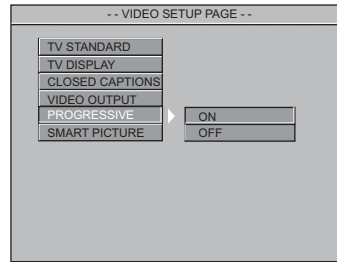 - - VIDEO SETUP PAGE - -
TV STANDARD
TV DISPLAY
CLOSED CAPTIONS
VIDEO OUTPUT
PROGRESSIVE ON
SMART PICTURE OFF